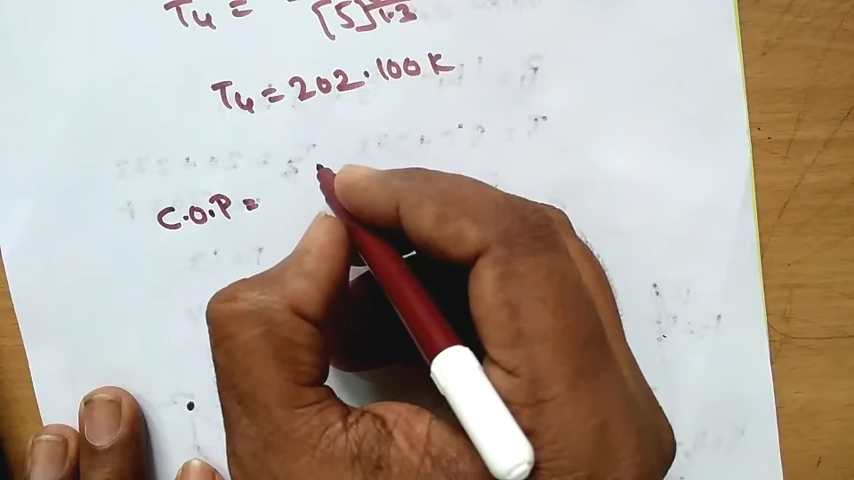 T4 =
[5]
T4 = 202.100 K
C.O.P =